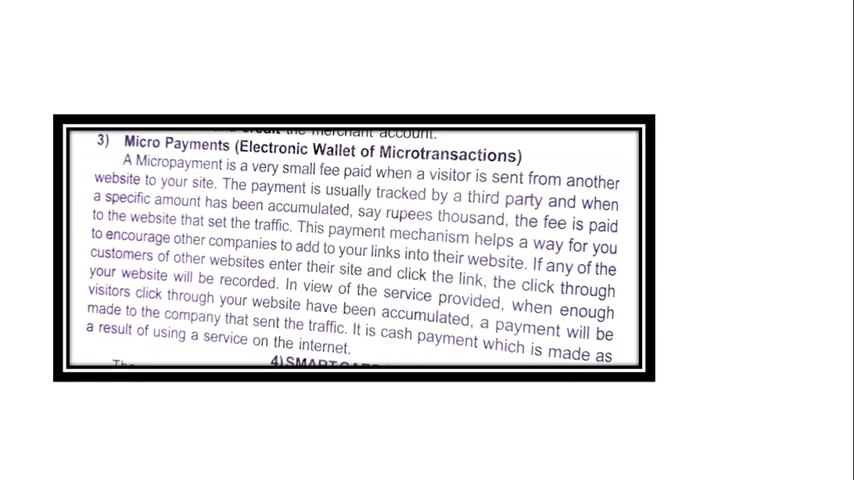 credit the merchant account.
3) Micro Payments (Electronic Wallet of Microtransactions)
A Micropayment is a very small fee paid when a visitor is sent from another
website to your site. The payment is usually tracked by a third party and when
a specific amount has been accumulated, say rupees thousand, the fee is paid
to the website that set the traffic. This payment mechanism helps a way for you
to encourage other companies to add to your links into their website. If any of the
customers of other websites enter their site and click the link, the click through
your website will be recorded. In view of the service provided, when enough
visitors click through your website have been accumulated, a payment will be
made to the company that sent the traffic. It is cash payment which is made as
a result of using a service on the internet.
4) SMART